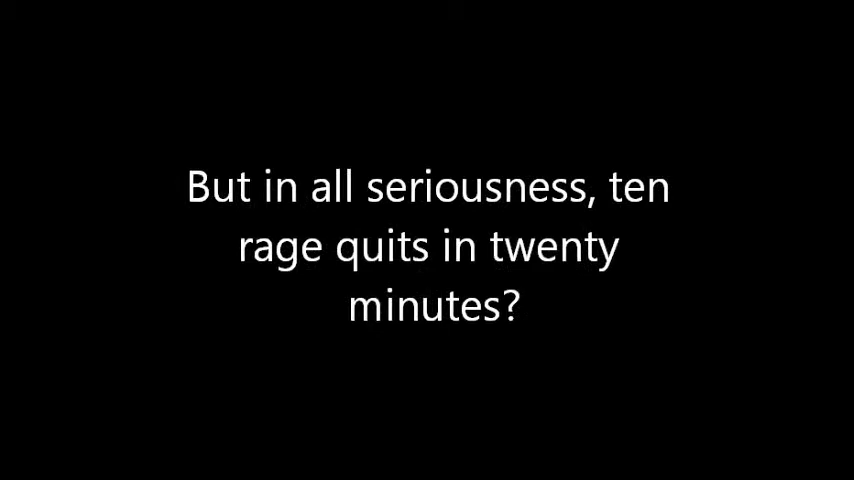 But in all seriousness, ten
rage quits in twenty
minutes?